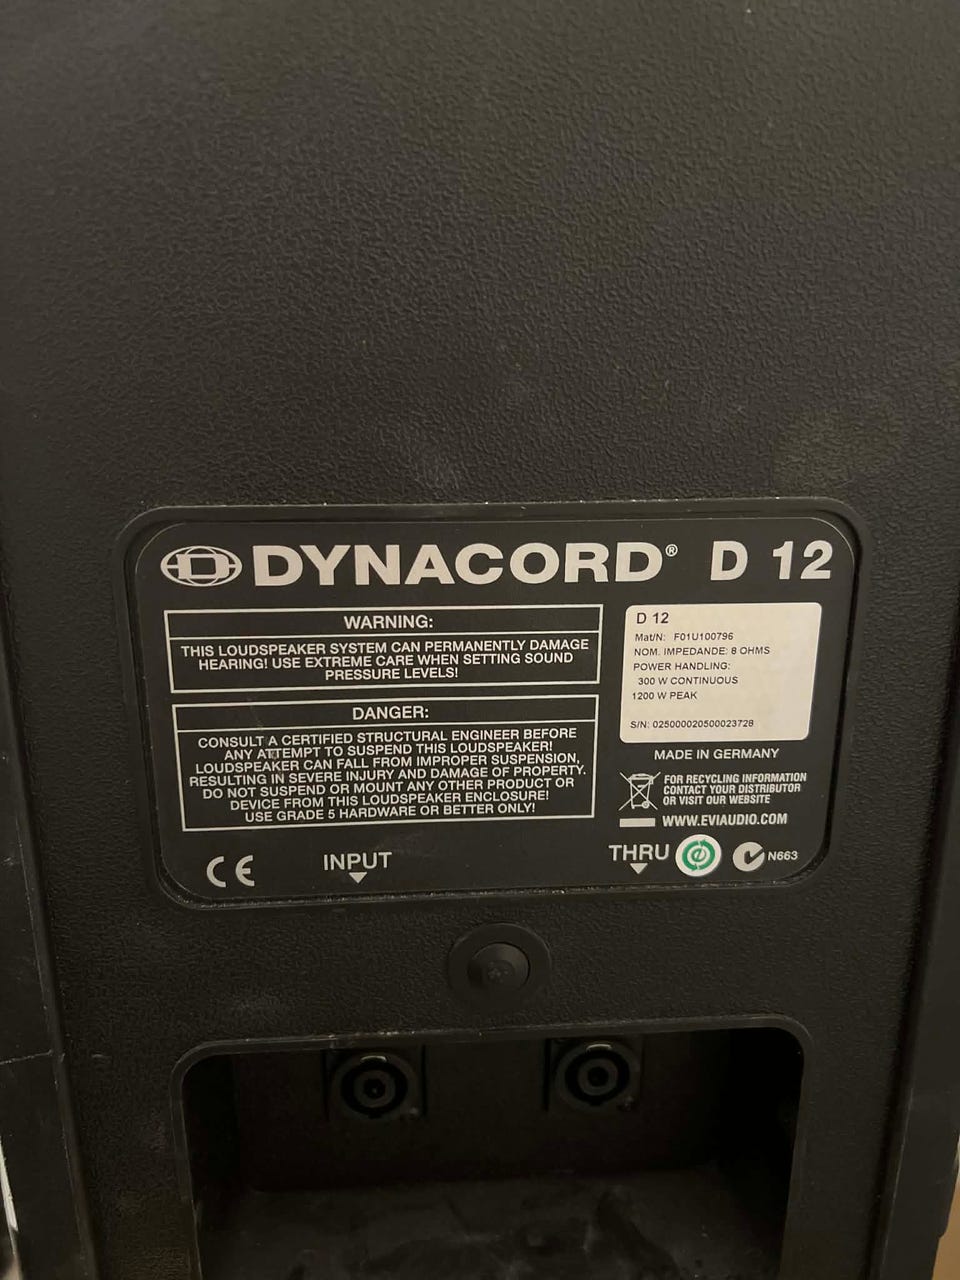 DYNACORD® D 12
WARNING:
THIS LOUDSPEAKER SYSTEM CAN PERMANENTLY DAMAGE
HEARING! USE EXTREME CARE WHEN SETTING SOUND
PRESSURE LEVELS!
DANGER:
CONSULT A CERTIFIED STRUCTURAL ENGINEER BEFORE
ANY ATTEMPT TO SUSPEND THIS LOUDSPEAKER!
LOUDSPEAKER CAN FALL FROM IMPROPER SUSPENSION,
RESULTING IN SEVERE INJURY AND DAMAGE OF PROPERTY.
DO NOT SUSPEND OR MOUNT ANY OTHER PRODUCT OR
DEVICE FROM THIS LOUDSPEAKER ENCLOSURE!
USE GRADE 5 HARDWARE OR BETTER ONLY!
D 12
Mat/N: F01U100796
NOM. IMPEDANDE: 8 OHMS
POWER HANDLING:
300 W CONTINUOUS
1200 W PEAK
S/N: 025000020500023728
MADE IN GERMANY
FOR RECYCLING INFORMATION
CONTACT YOUR DISTRIBUTOR
OR VISIT OUR WEBSITE
WWW.EVIAUDIO.COM
CE
INPUT
THRU
e
N663